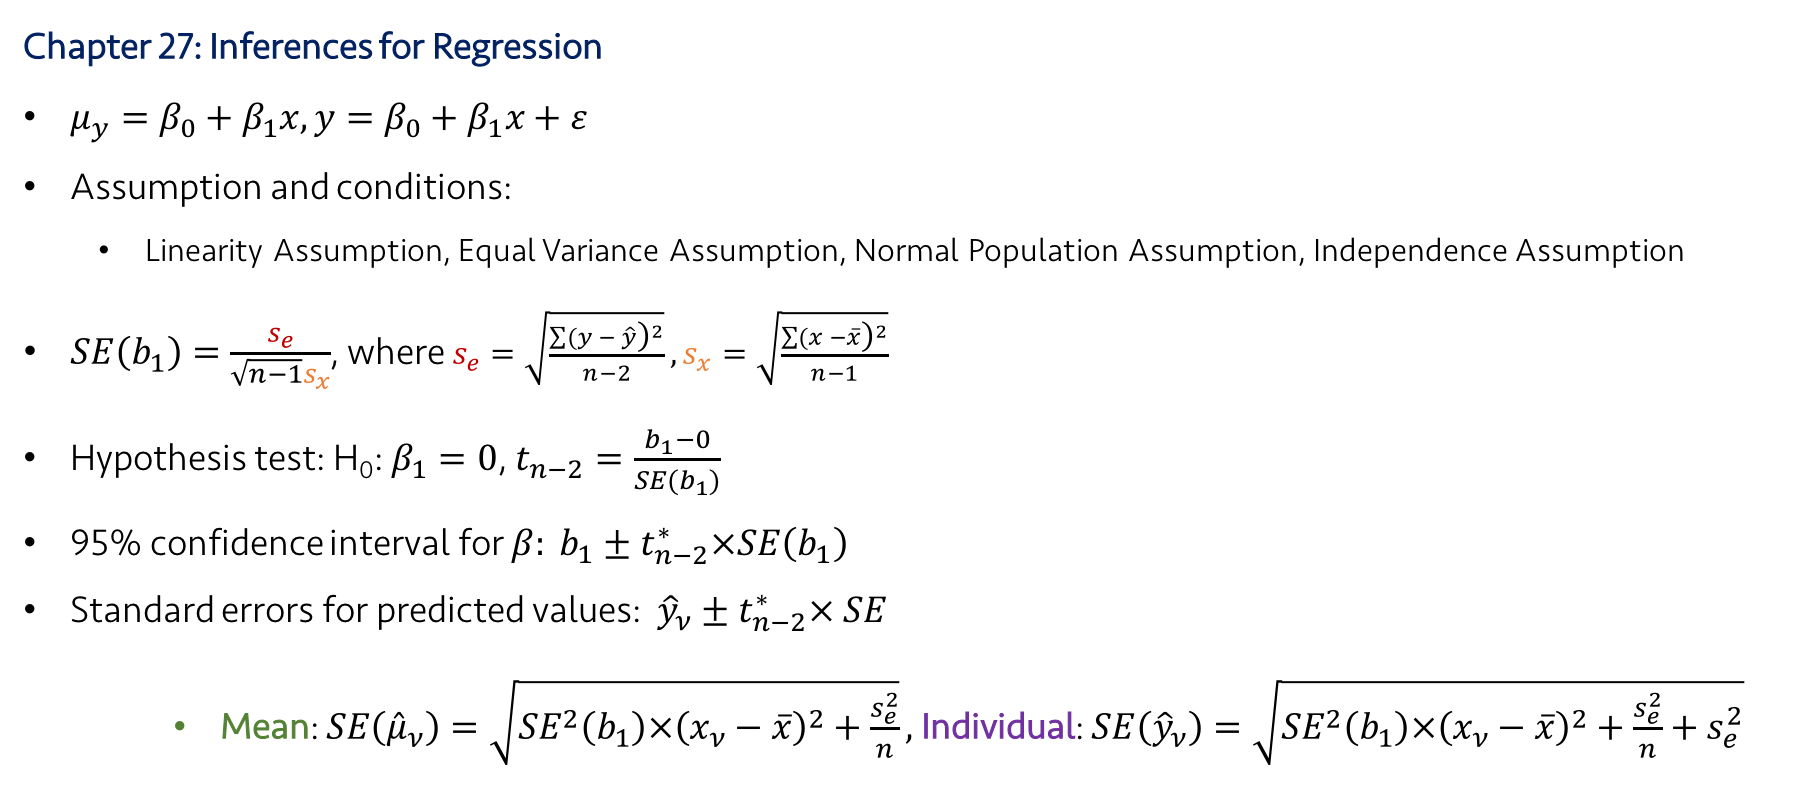 Chapter 27: Inferences for Regression
• μ_y = β_0 + β_1x, y = β_0 + β_1x + ε
• Assumption and conditions:
• Linearity Assumption, Equal Variance Assumption, Normal Population Assumption, Independence Assumption
• SE(b_1) = s_e/(√(n−1) s_x), where s_e = √(∑(y − ŷ)²/(n−2)), s_x = √(∑(x −x̄)²/(n−1))
• Hypothesis test: H_0: β_1 = 0, t_{n−2} = (b_1−0)/SE(b_1)
• 95% confidence interval for β: b_1 ± t*_{n−2}×SE(b_1)
• Standard errors for predicted values: ŷ_ν ± t*_{n−2}× SE
• Mean: SE(μ̂_ν) = √(SE²(b_1)×(x_ν − x̄)² + s_e²/n), Individual: SE(ŷ_ν) = √(SE²(b_1)×(x_ν − x̄)² + s_e²/n + s_e²)